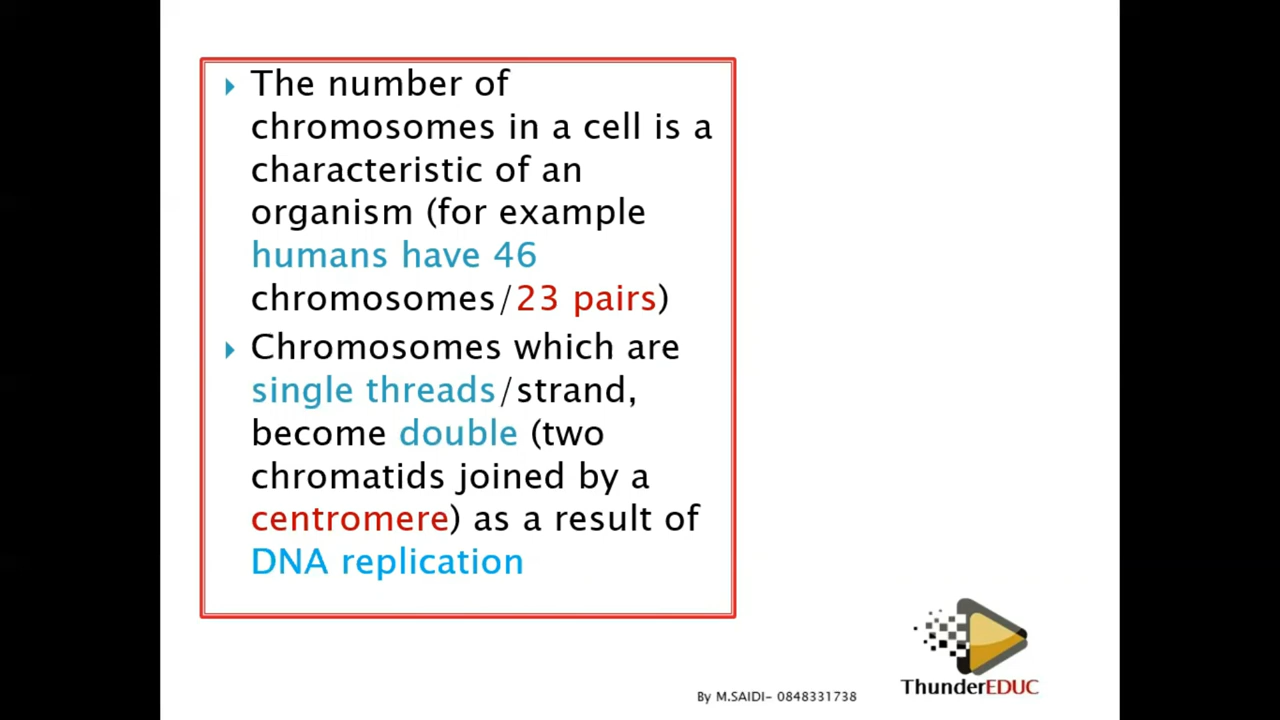 The number of
chromosomes in a cell is a
characteristic of an
organism (for example
humans have 46
chromosomes/23 pairs)
Chromosomes which are
single threads/strand,
become double (two
chromatids joined by a
centromere) as a result of
DNA replication
By M.SAIDI- 0848331738
ThunderEDUC